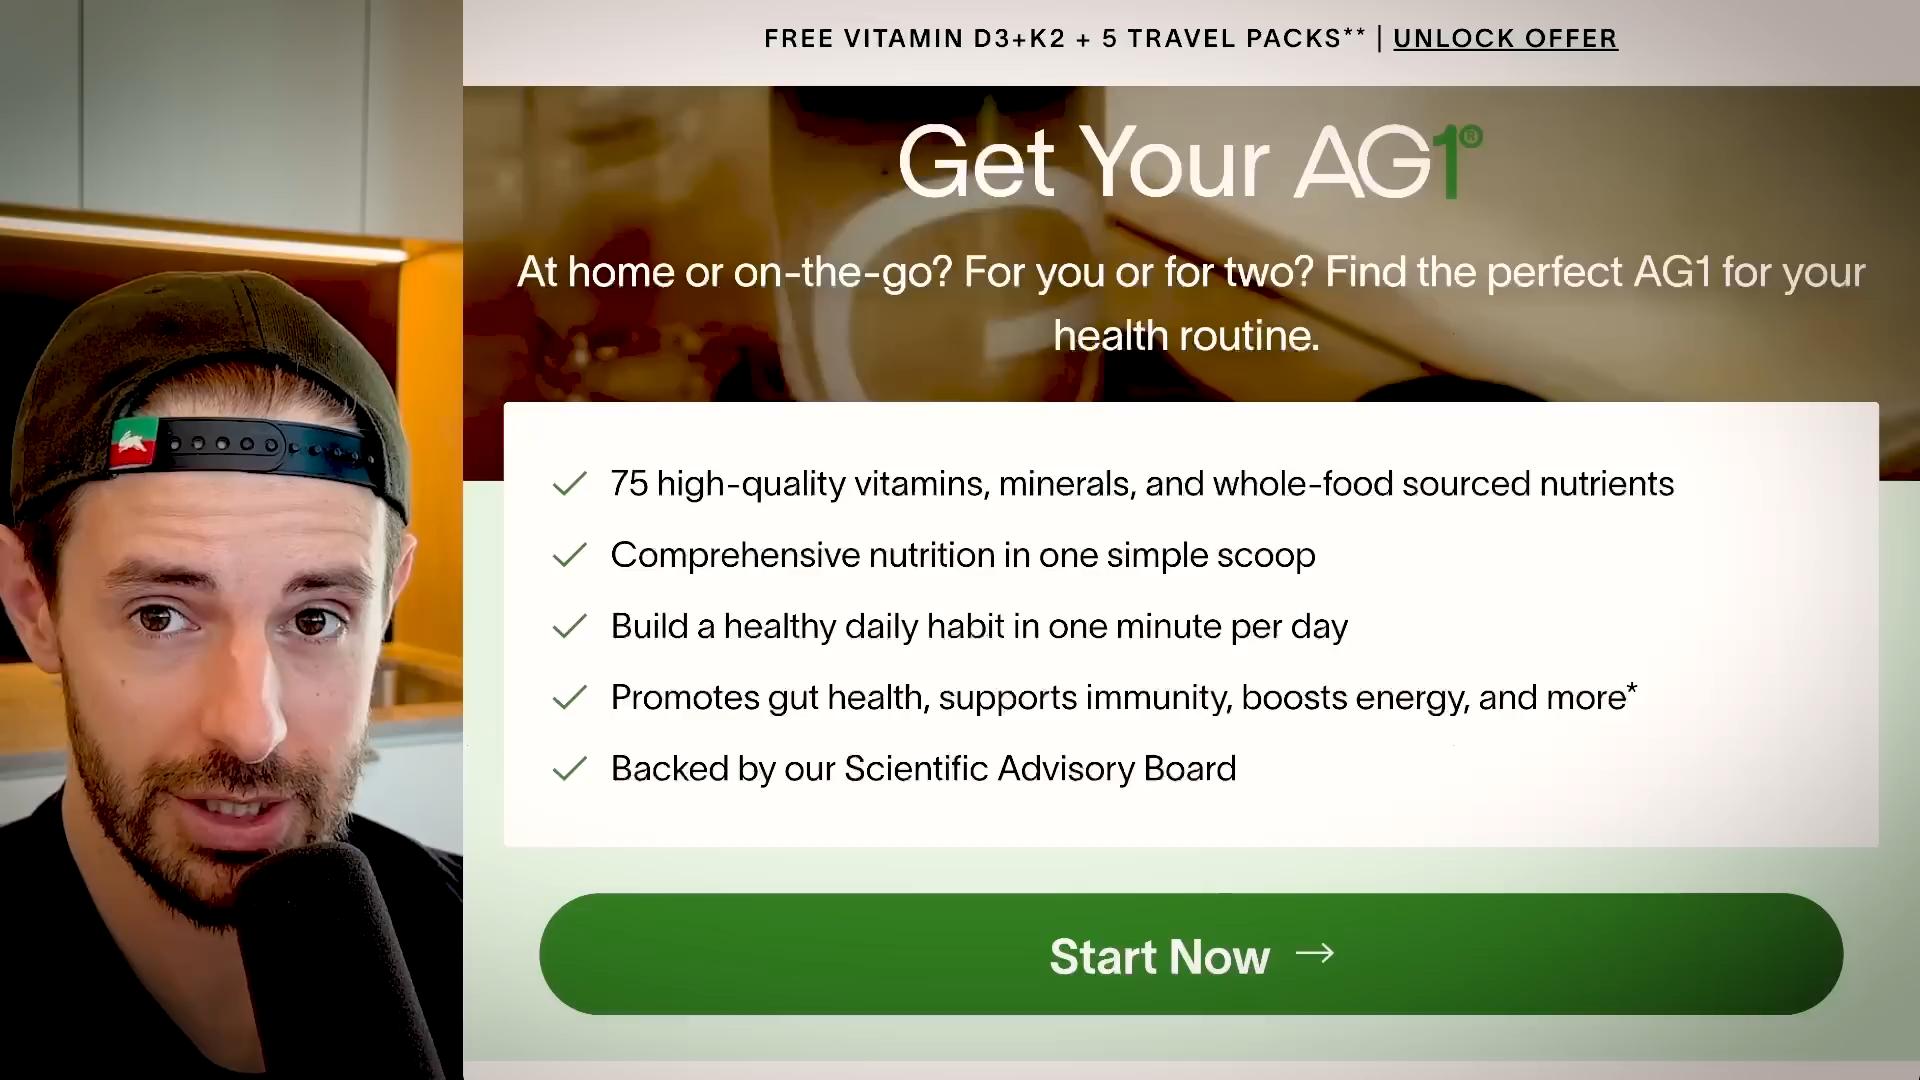 FREE VITAMIN D3+K2 + 5 TRAVEL PACKS** | UNLOCK OFFER
Get Your AG1®
At home or on-the-go? For you or for two? Find the perfect AG1 for your
health routine.
75 high-quality vitamins, minerals, and whole-food sourced nutrients
Comprehensive nutrition in one simple scoop
Build a healthy daily habit in one minute per day
Promotes gut health, supports immunity, boosts energy, and more*
Backed by our Scientific Advisory Board
Start Now →